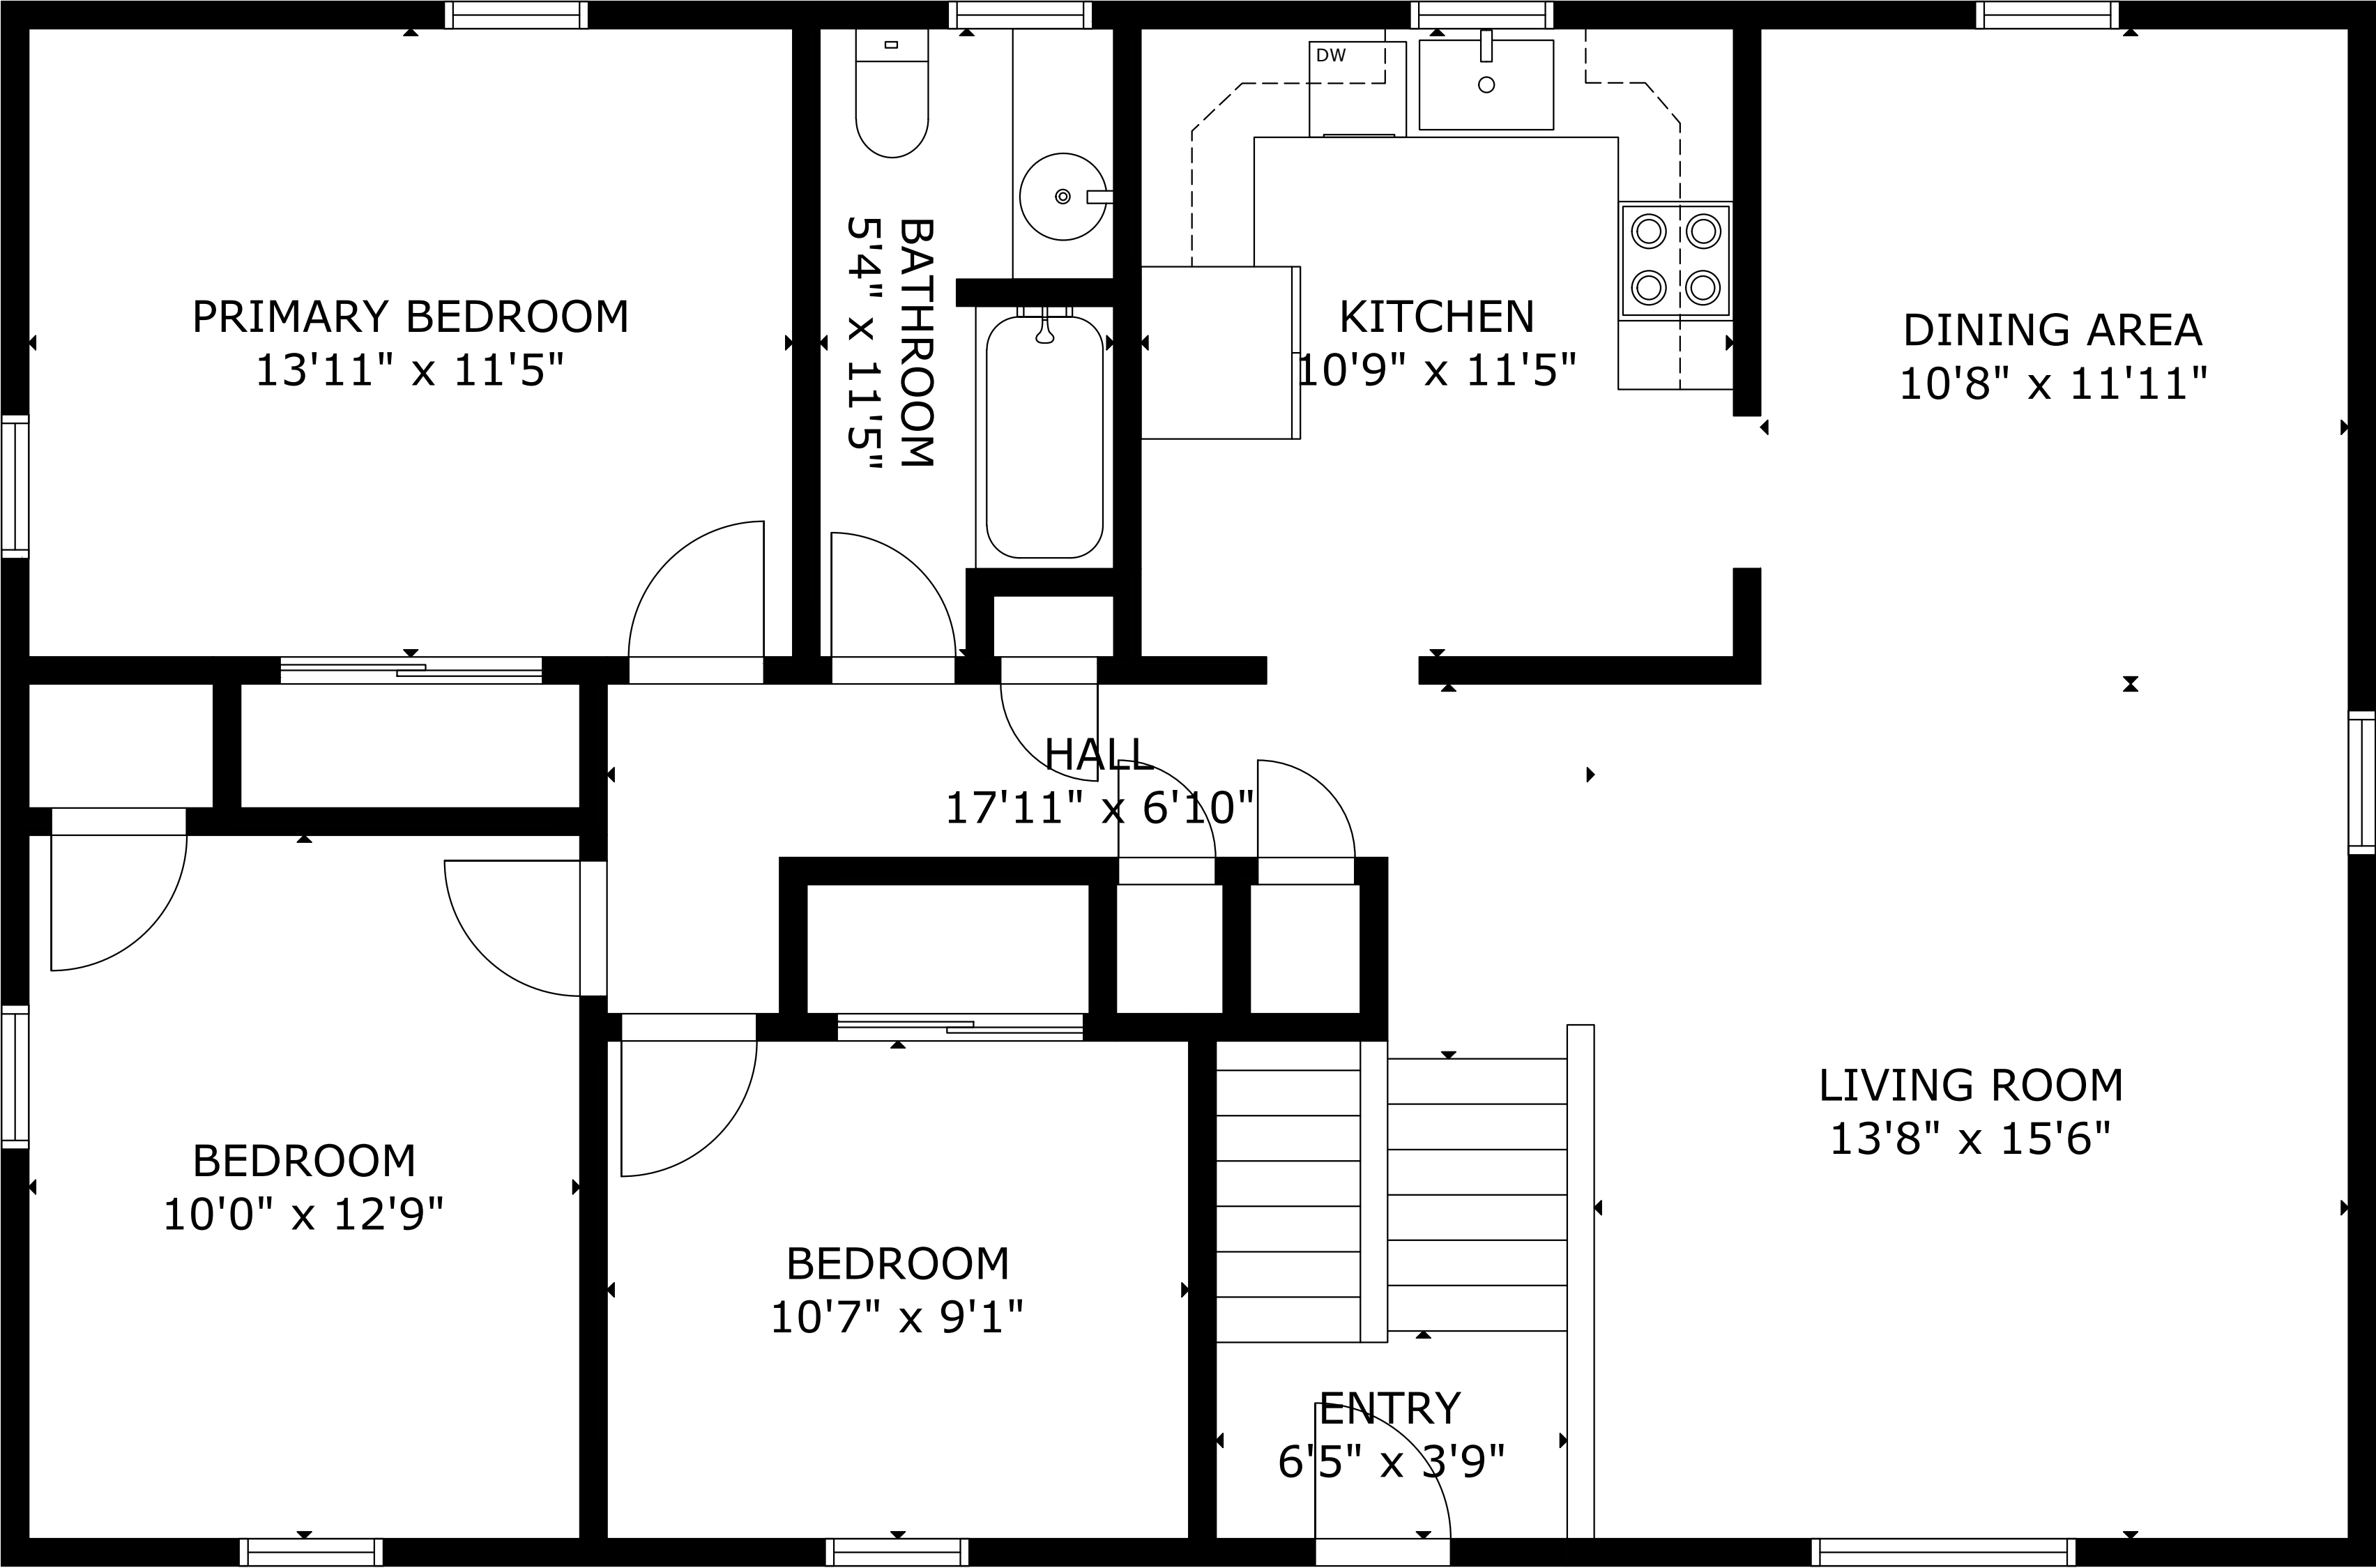 DW
PRIMARY BEDROOM
13'11" x 11'5"
BATHROOM
5'4" x 11'5"
KITCHEN
10'9" x 11'5"
DINING AREA
10'8" x 11'11"
HALL
17'11" x 6'10"
LIVING ROOM
13'8" x 15'6"
BEDROOM
10'0" x 12'9"
BEDROOM
10'7" x 9'1"
ENTRY
6'5" x 3'9"